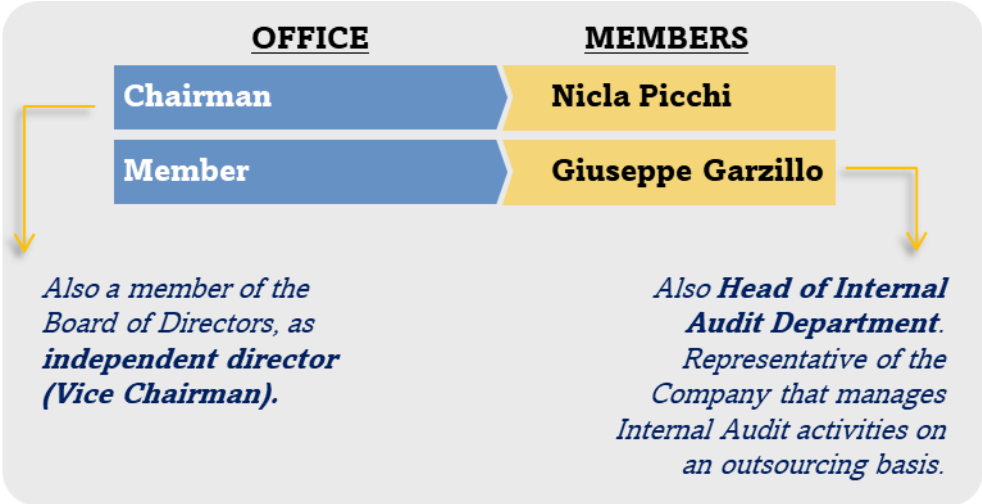 OFFICE
MEMBERS
Chairman
Nicla Picchi
Member
Giuseppe Garzillo
Also a member of the
Board of Directors, as
independent director
(Vice Chairman).
Also Head of Internal
Audit Department.
Representative of the
Company that manages
Internal Audit activities on
an outsourcing basis.